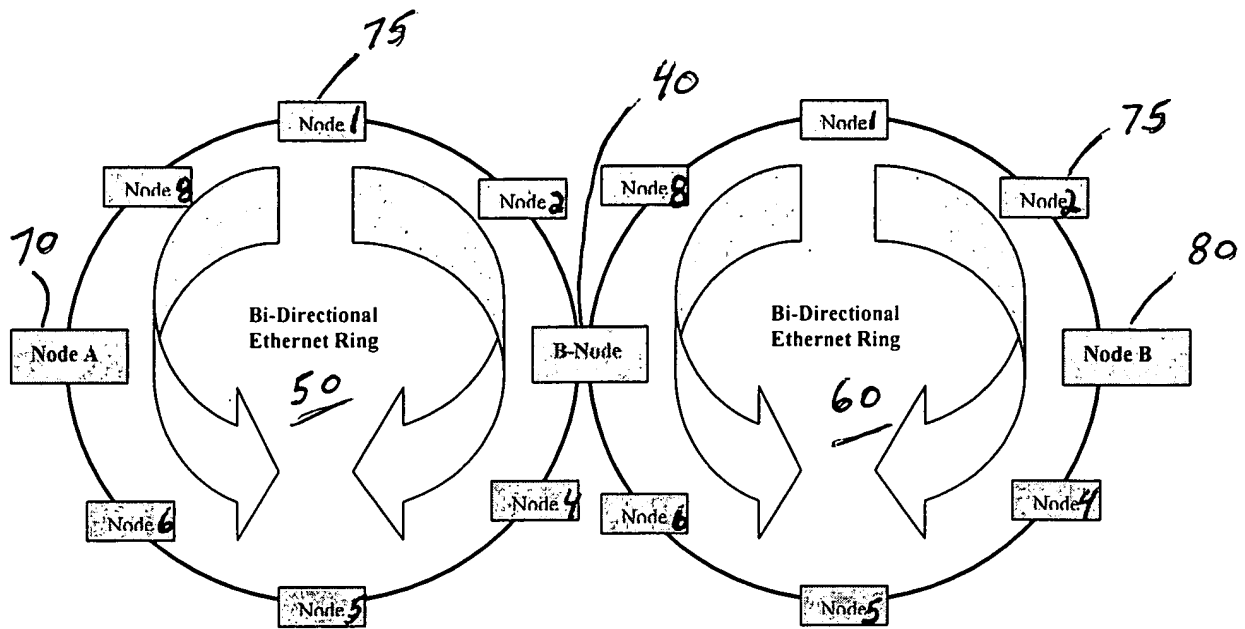 75
40
Node 1
Node 1
75
Node 8
Node 2
Node 8
Node 2
70
80
Bi-Directional
Ethernet Ring
Bi-Directional
Ethernet Ring
Node A
B-Node
Node B
50
60
Node 6
Node 4
Node 6
Node 4
Node 5
Node 5